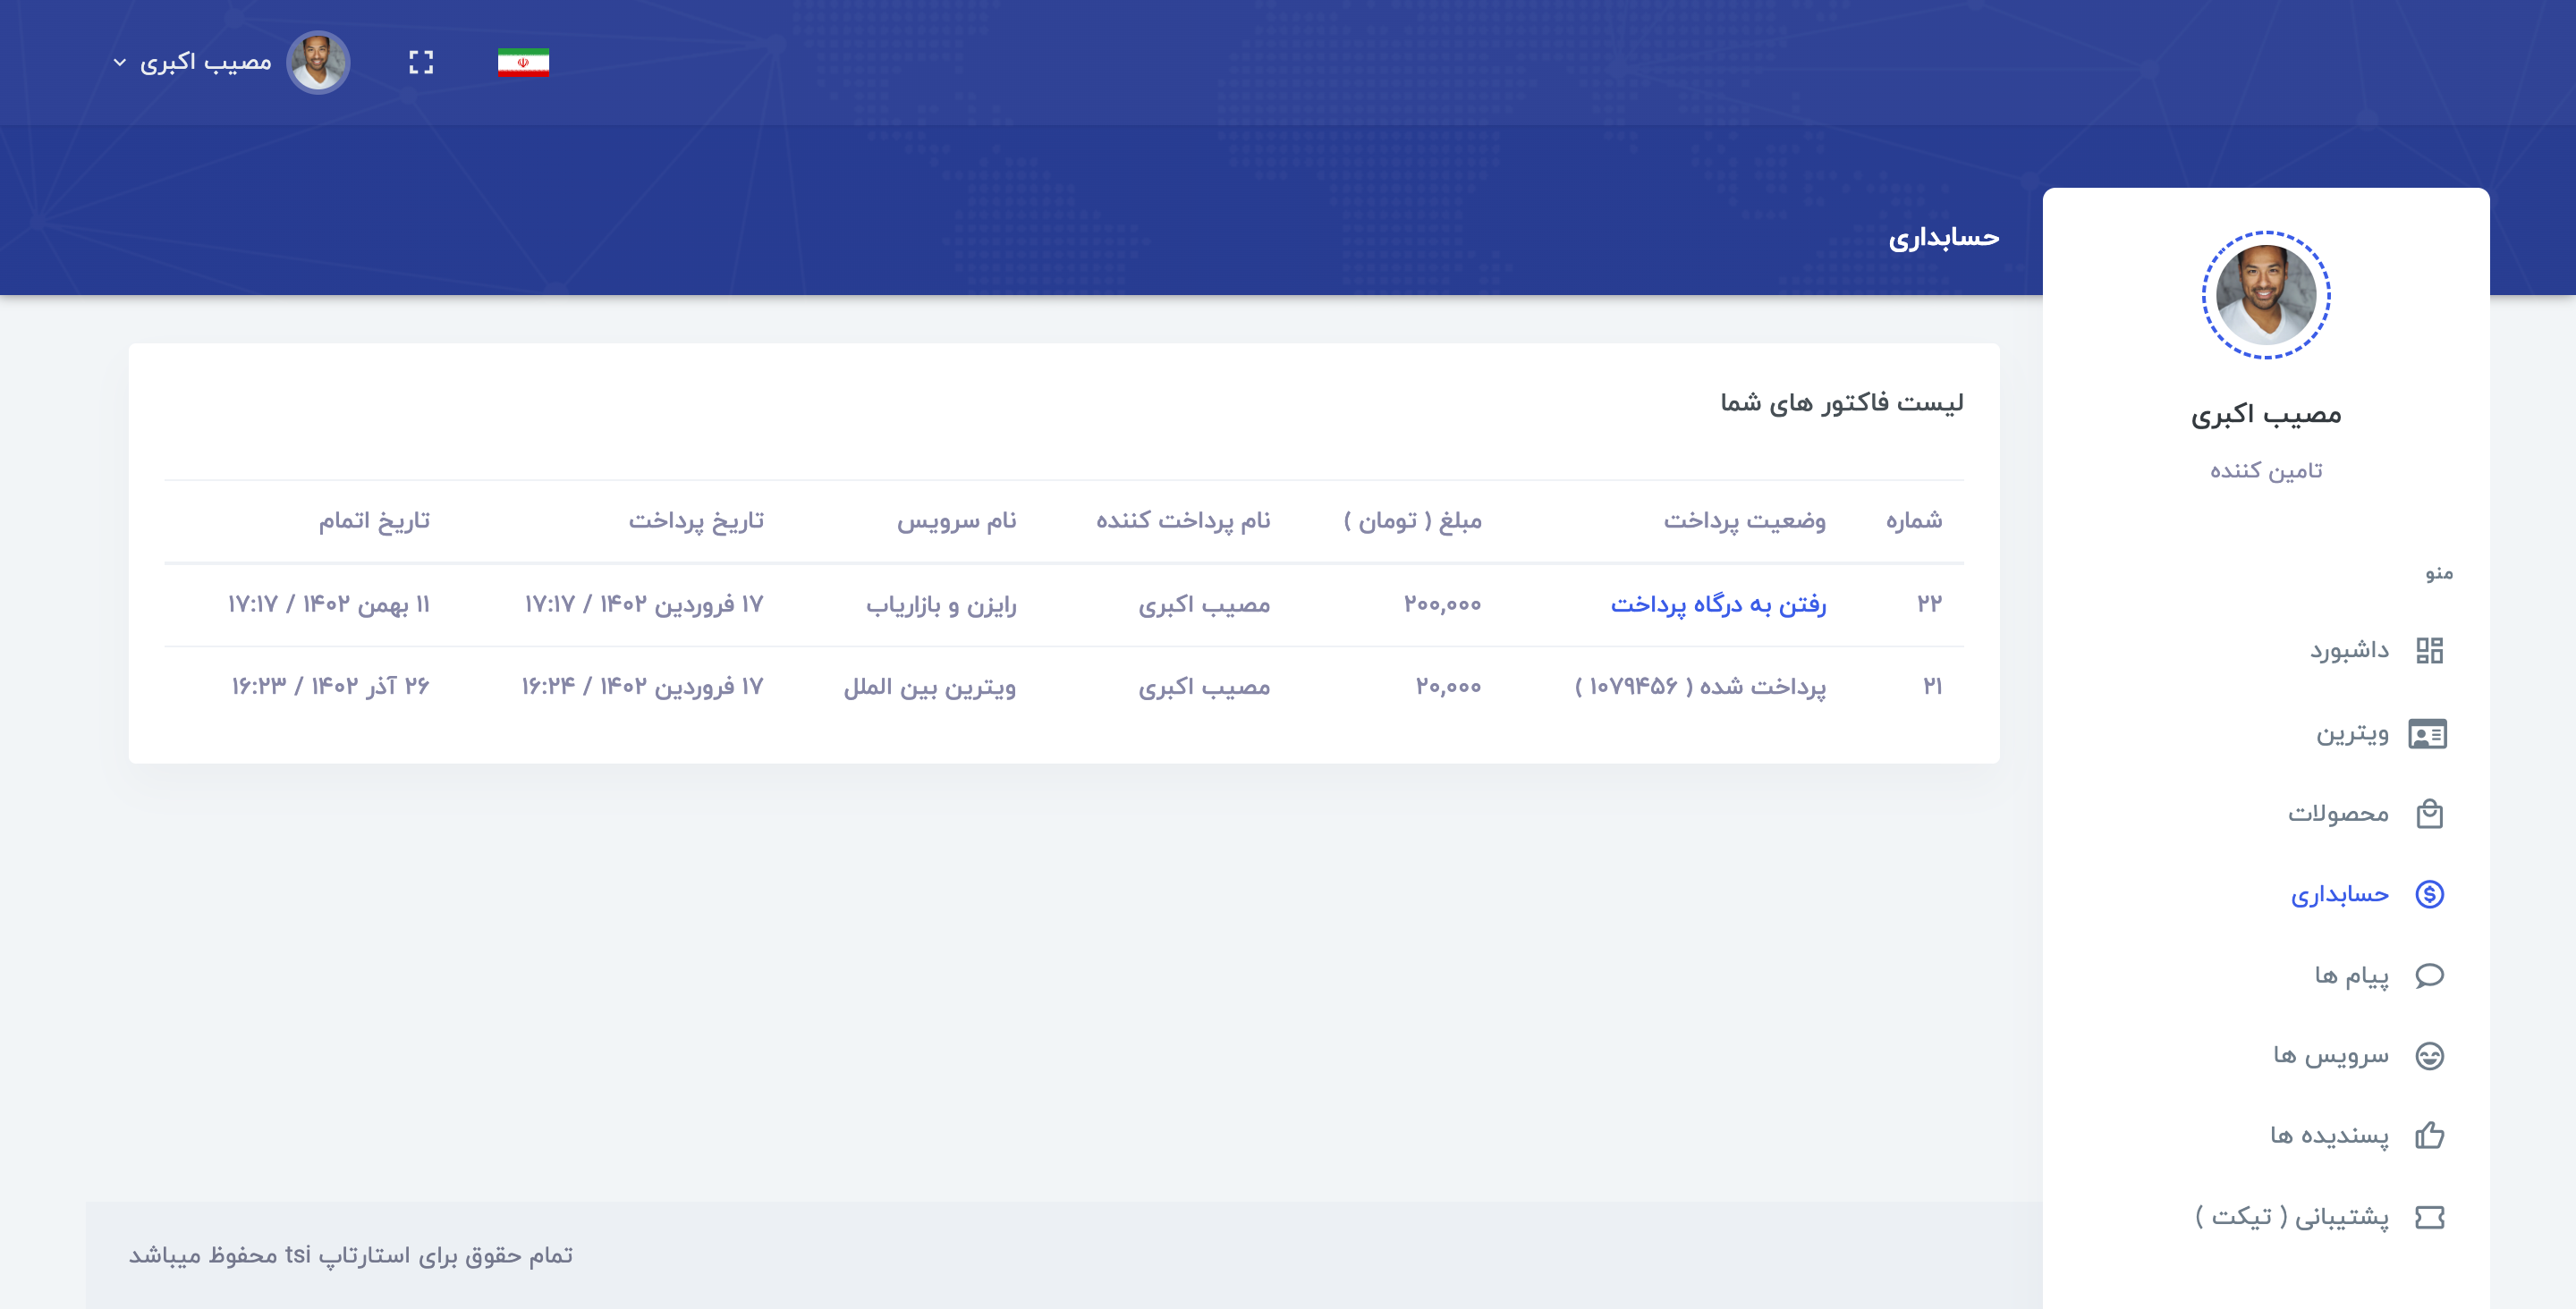 مصیب اکبری
حسابداری
مصیب اکبری
تامین کننده
منو
داشبورد
ویترین
محصولات
حسابداری
پیام ها
سرویس ها
پسندیده ها
پشتیبانی ( تیکت )
لیست فاکتور های شما
شماره وضعیت پرداخت مبلغ ( تومان ) نام پرداخت کننده نام سرویس تاریخ پرداخت تاریخ اتمام
۲۲ رفتن به درگاه پرداخت ۲۰۰,۰۰۰ مصیب اکبری رایزن و بازاریاب ۱۷ فروردین ۱۴۰۲ / ۱۷:۱۷ ۱۱ بهمن ۱۴۰۲ / ۱۷:۱۷
۲۱ پرداخت شده ( ۱۰۷۹۴۵۶ ) ۲۰,۰۰۰ مصیب اکبری ویترین بین الملل ۱۷ فروردین ۱۴۰۲ / ۱۶:۲۴ ۲۶ آذر ۱۴۰۲ / ۱۶:۲۳
تمام حقوق برای استارتاپ tsi محفوظ میباشد